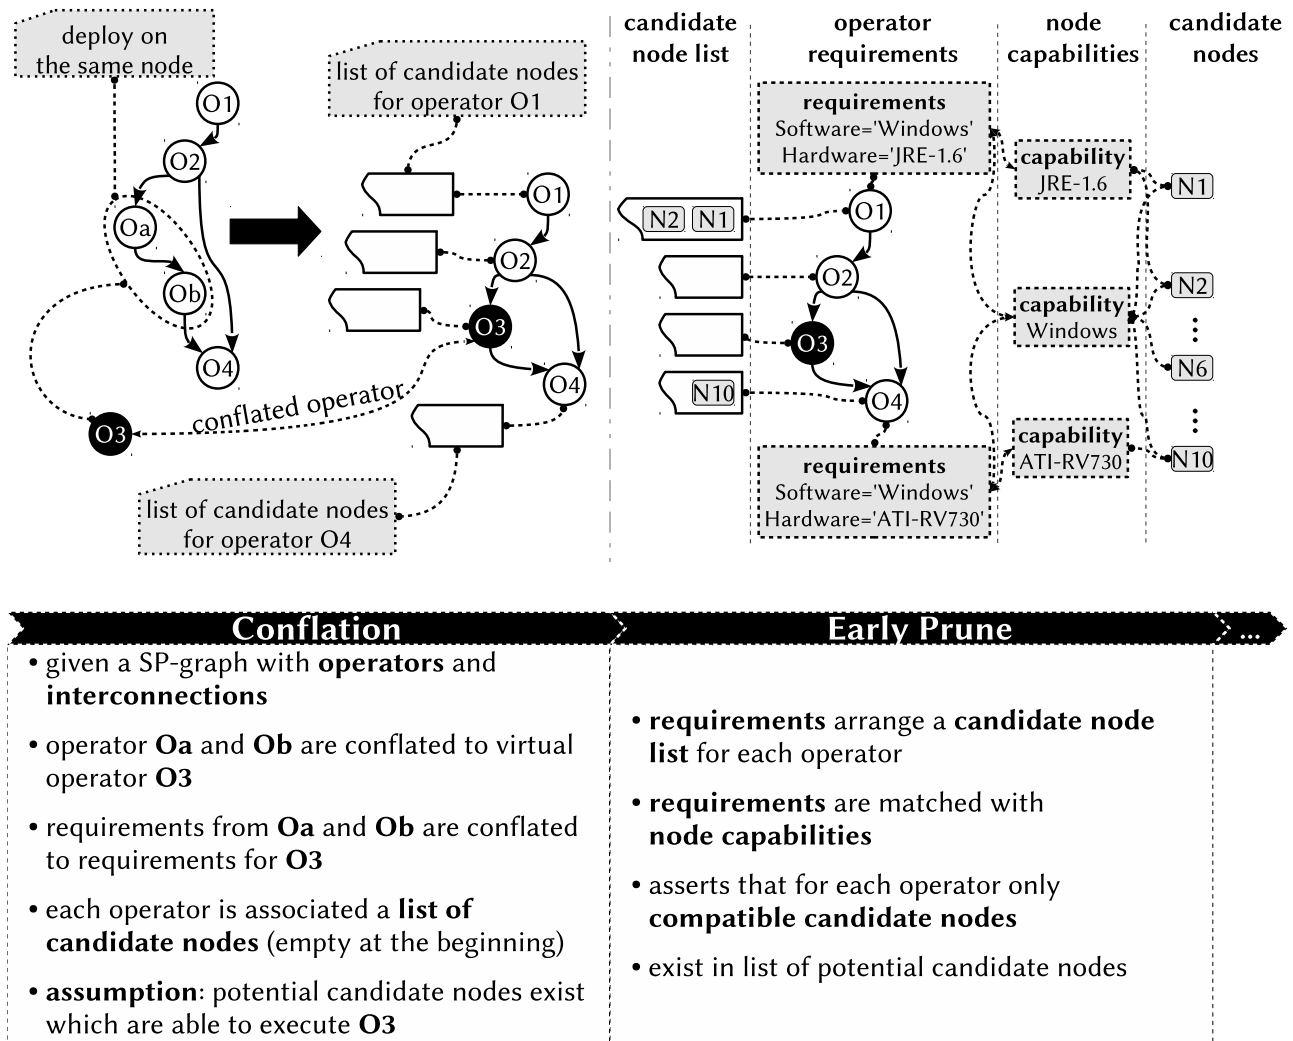 deploy on
the same node
O1
O2
Oa
Ob
O4
O3
conflated operator
list of candidate nodes
for operator O1
O1
O2
O3
O4
list of candidate nodes
for operator O4
candidate
node list
operator
requirements
node
capabilities
candidate
nodes
requirements
Software='Windows'
Hardware='JRE-1.6'
capability
JRE-1.6
N1
N2 N1
O1
O2
N2
capability
Windows
O3
N6
N10
O4
capability
ATI-RV730
N10
requirements
Software='Windows'
Hardware='ATI-RV730'
Conflation
Early Prune
...
• given a SP-graph with operators and
interconnections
• operator Oa and Ob are conflated to virtual
operator O3
• requirements from Oa and Ob are conflated
to requirements for O3
• each operator is associated a list of
candidate nodes (empty at the beginning)
• assumption: potential candidate nodes exist
which are able to execute O3
• requirements arrange a candidate node
list for each operator
• requirements are matched with
node capabilities
• asserts that for each operator only
compatible candidate nodes
• exist in list of potential candidate nodes